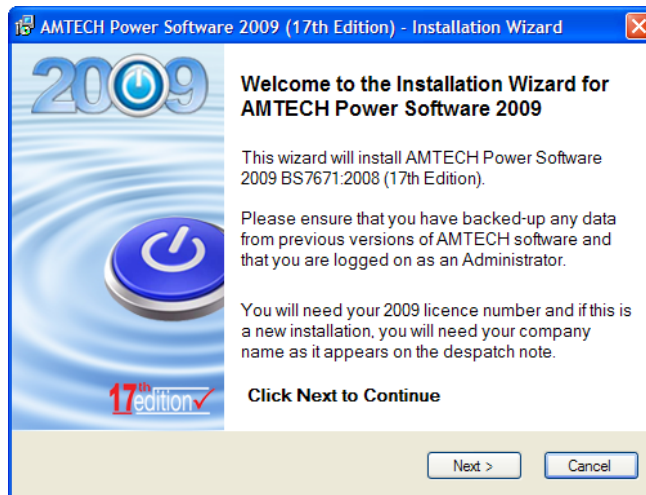 AMTECH Power Software 2009 (17th Edition) - Installation Wizard
2009
Welcome to the Installation Wizard for
AMTECH Power Software 2009
This wizard will install AMTECH Power Software
2009 BS7671:2008 (17th Edition).
Please ensure that you have backed-up any data
from previous versions of AMTECH software and
that you are logged on as an Administrator.
You will need your 2009 licence number and if this is
a new installation, you will need your company
name as it appears on the despatch note.
17th edition
Click Next to Continue
Next >
Cancel